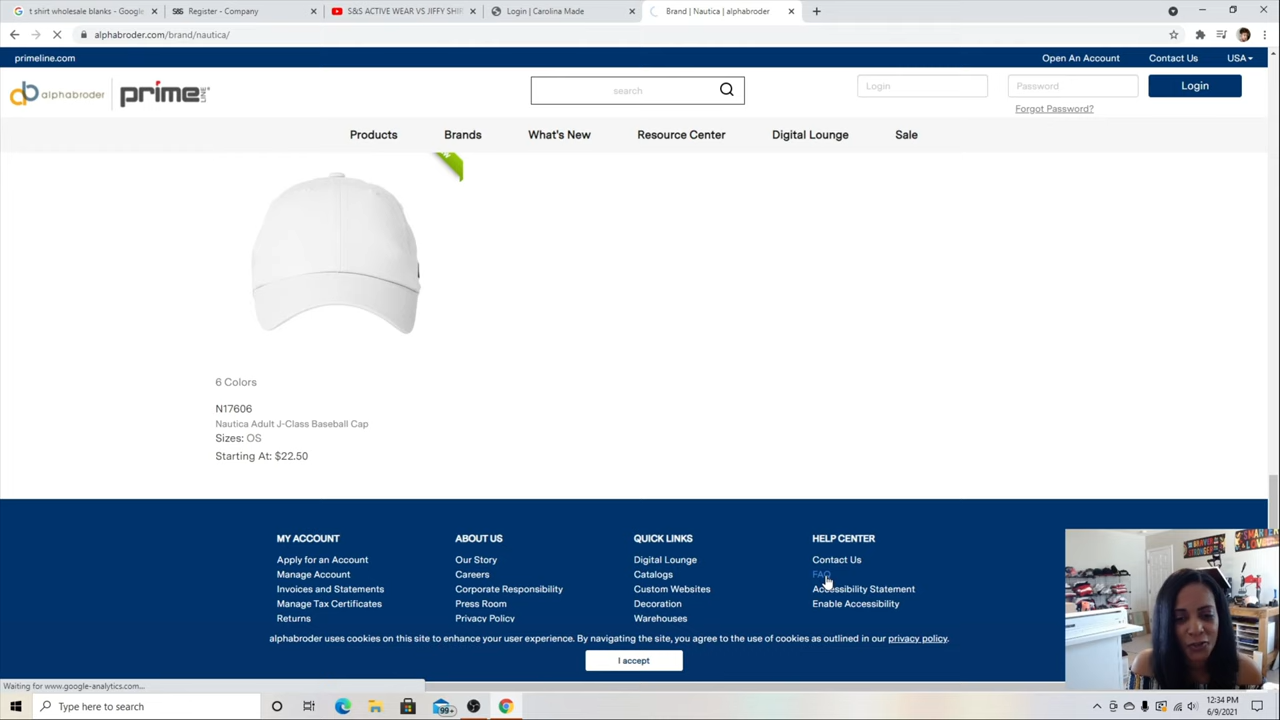 t shirt wholesale blanks - Google
Register - Company
S&S ACTIVE WEAR VS JIFFY SHIR
Login | Carolina Made
Brand | Nautica | alphabroder
alphabroder.com/brand/nautica/
primeline.com
Open An Account
Contact Us
USA
alphabroder
prime
LINE
search
Login
Password
Login
Forgot Password?
Products
Brands
What's New
Resource Center
Digital Lounge
Sale
6 Colors
N17606
Nautica Adult J-Class Baseball Cap
Sizes: OS
Starting At: $22.50
MY ACCOUNT
Apply for an Account
Manage Account
Invoices and Statements
Manage Tax Certificates
Returns
ABOUT US
Our Story
Careers
Corporate Responsibility
Press Room
Privacy Policy
QUICK LINKS
Digital Lounge
Catalogs
Custom Websites
Decoration
Warehouses
HELP CENTER
Contact Us
FAQ
Accessibility Statement
Enable Accessibility
alphabroder uses cookies on this site to enhance your user experience. By navigating the site, you agree to the use of cookies as outlined in our privacy policy.
I accept
Waiting for www.google-analytics.com...
Type here to search
99+
12:34 PM
6/9/2021